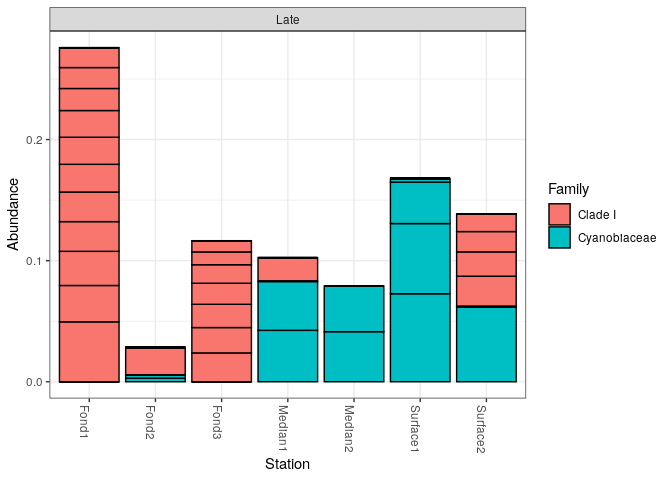 Late
Abundance
0.2
0.1
0.0
Fond1
Fond2
Fond3
Median1
Median2
Surface1
Surface2
Station
Family
Clade I
Cyanobiaceae